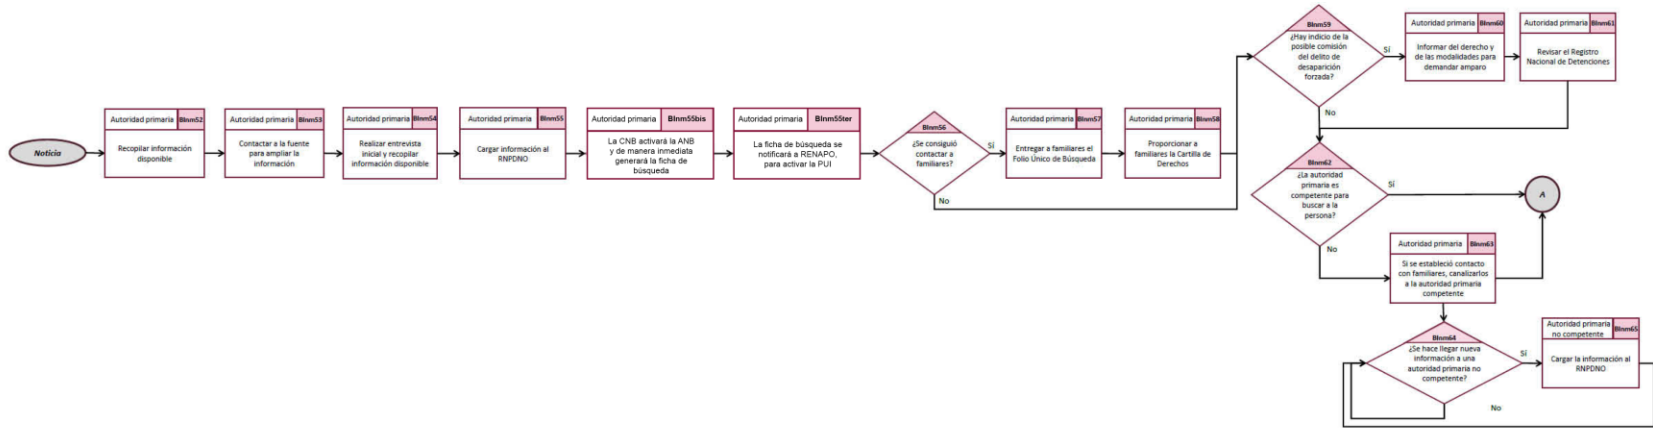 Noticia
Autoridad primaria BInm52
Recopilar información
disponible
Autoridad primaria BInm53
Contactar a la fuente
para ampliar la
información
Autoridad primaria BInm54
Realizar entrevista
inicial y recopilar
información disponible
Autoridad primaria BInm55
Cargar información al
RNPDNO
Autoridad primaria BInm55bis
La CNB activará la ANB
y de manera inmediata
generará la ficha de
búsqueda
Autoridad primaria BInm55ter
La ficha de búsqueda se
notificará a RENAPO,
para activar la PUI
BInm56
¿Se consiguió
contactar a
familiares?
Sí
No
Autoridad primaria BInm57
Entregar a familiares el
Folio Único de Búsqueda
Autoridad primaria BInm58
Proporcionar a
familiares la Cartilla de
Derechos
BInm59
¿Hay indicio de la
posible comisión
del delito de
desaparición
forzada?
Sí
No
Autoridad primaria BInm60
Informar del derecho y
de las modalidades para
demandar amparo
Autoridad primaria BInm61
Revisar el Registro
Nacional de Detenciones
BInm62
¿La autoridad
primaria es
competente para
buscar a la
persona?
Sí
No
A
Autoridad primaria BInm63
Si se estableció contacto
con familiares, canalizarlos
a la autoridad primaria
competente
BInm64
¿Se hace llegar nueva
información a una
autoridad primaria no
competente?
Sí
No
Autoridad primaria
no competente BInm65
Cargar la información al
RNPDNO